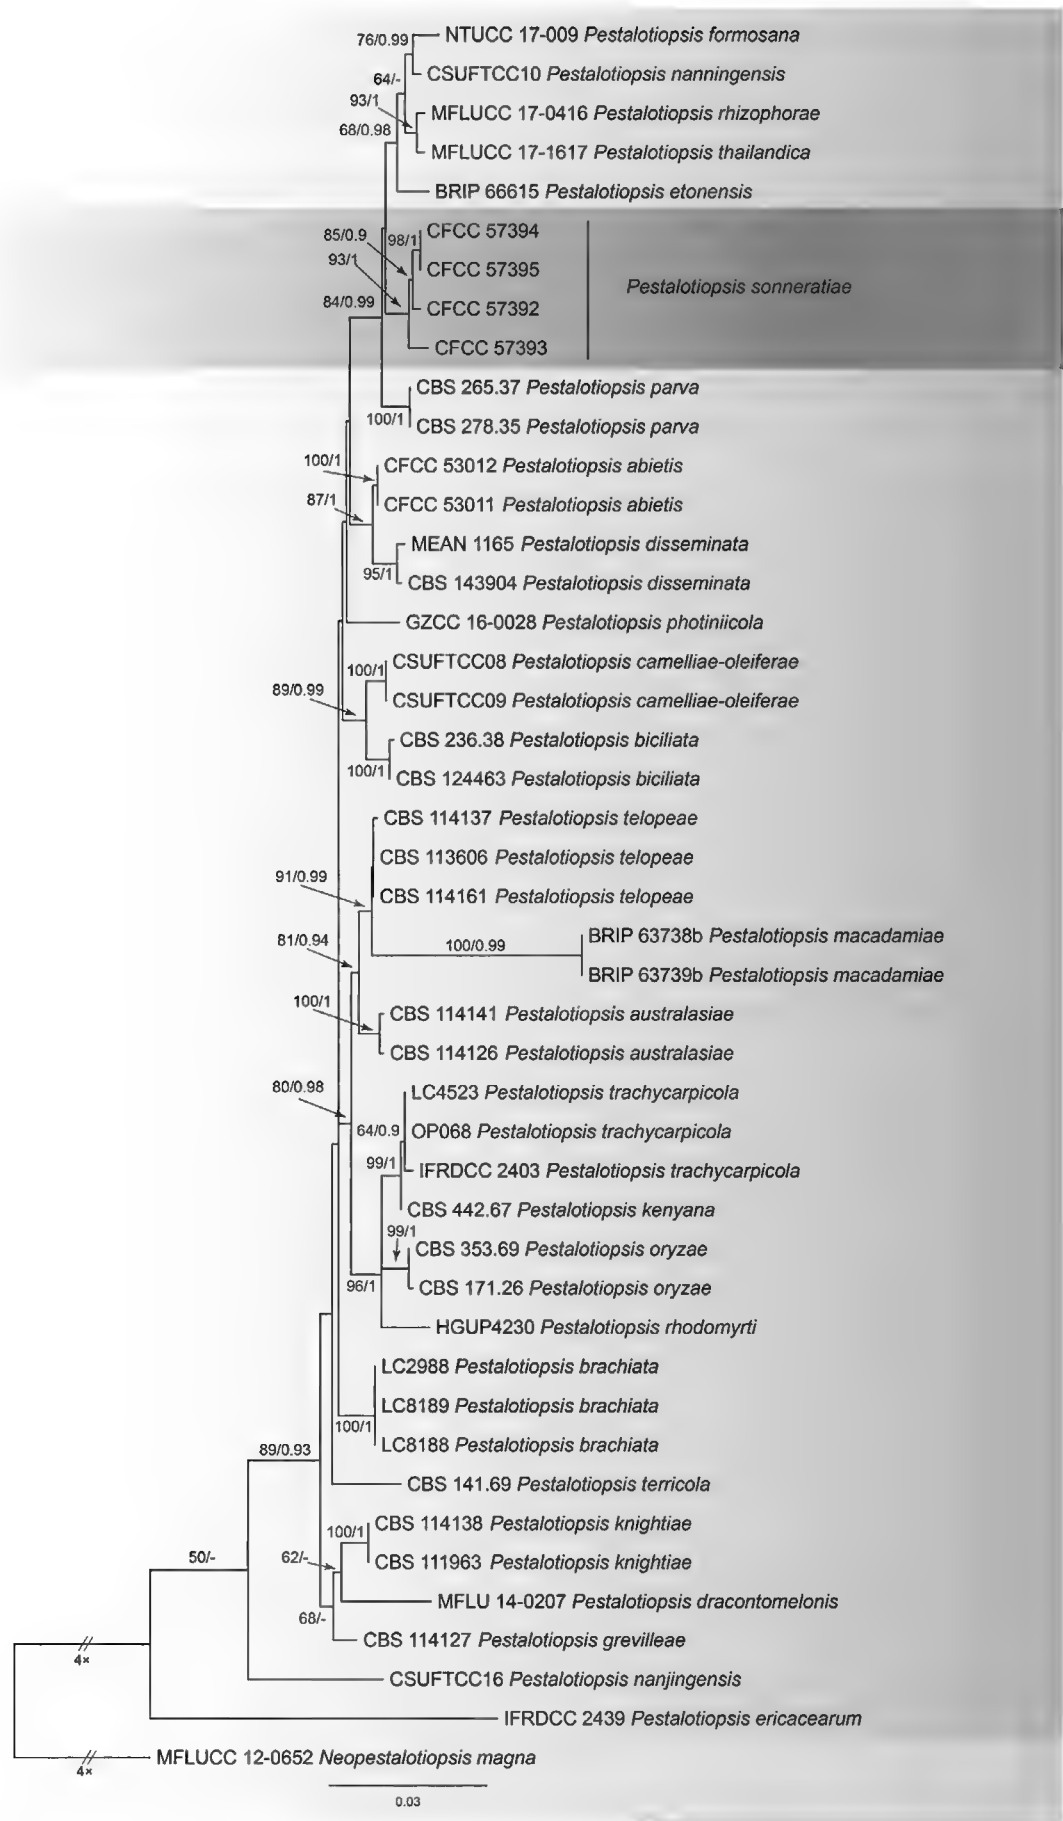 76/0.99
NTUCC 17-009 Pestalotiopsis formosana
64/-
CSUFTCC10 Pestalotiopsis nanningensis
93/1
MFLUCC 17-0416 Pestalotiopsis rhizophorae
68/0.98
MFLUCC 17-1617 Pestalotiopsis thailandica
BRIP 66615 Pestalotiopsis etonensis
85/0.9
98/1
CFCC 57394
93/1
CFCC 57395
Pestalotiopsis sonneratiae
84/0.99
CFCC 57392
CFCC 57393
CBS 265.37 Pestalotiopsis parva
100/1
CBS 278.35 Pestalotiopsis parva
100/1
CFCC 53012 Pestalotiopsis abietis
87/1
CFCC 53011 Pestalotiopsis abietis
MEAN 1165 Pestalotiopsis disseminata
95/1
CBS 143904 Pestalotiopsis disseminata
GZCC 16-0028 Pestalotiopsis photiniicola
100/1
CSUFTCC08 Pestalotiopsis camelliae-oleiferae
89/0.99
CSUFTCC09 Pestalotiopsis camelliae-oleiferae
CBS 236.38 Pestalotiopsis biciliata
100/1
CBS 124463 Pestalotiopsis biciliata
CBS 114137 Pestalotiopsis telopeae
CBS 113606 Pestalotiopsis telopeae
91/0.99
CBS 114161 Pestalotiopsis telopeae
100/0.99
BRIP 63738b Pestalotiopsis macadamiae
81/0.94
BRIP 63739b Pestalotiopsis macadamiae
100/1
CBS 114141 Pestalotiopsis australasiae
CBS 114126 Pestalotiopsis australasiae
80/0.98
LC4523 Pestalotiopsis trachycarpicola
64/0.9
OP068 Pestalotiopsis trachycarpicola
99/1
IFRDCC 2403 Pestalotiopsis trachycarpicola
CBS 442.67 Pestalotiopsis kenyana
99/1
CBS 353.69 Pestalotiopsis oryzae
96/1
CBS 171.26 Pestalotiopsis oryzae
HGUP4230 Pestalotiopsis rhodomyrti
LC2988 Pestalotiopsis brachiata
LC8189 Pestalotiopsis brachiata
100/1
LC8188 Pestalotiopsis brachiata
89/0.93
CBS 141.69 Pestalotiopsis terricola
100/1
CBS 114138 Pestalotiopsis knightiae
50/-
62/-
CBS 111963 Pestalotiopsis knightiae
MFLU 14-0207 Pestalotiopsis dracontomelonis
68/-
CBS 114127 Pestalotiopsis grevilleae
4×
CSUFTCC16 Pestalotiopsis nanjingensis
IFRDCC 2439 Pestalotiopsis ericacearum
MFLUCC 12-0652 Neopestalotiopsis magna
4×
0.03